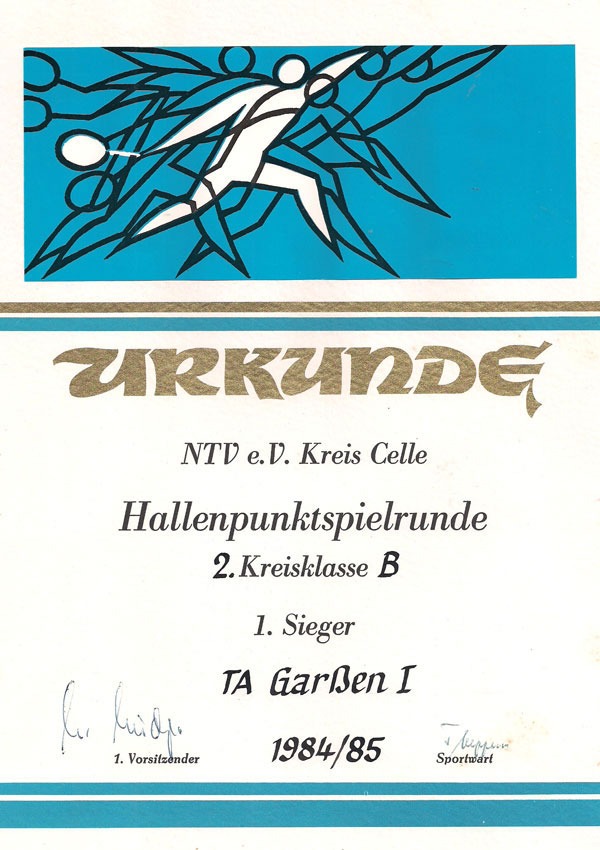 URKUNDE
NTV e.V. Kreis Celle
Hallenpunktspielrunde
2. Kreisklasse B
1. Sieger
TA Garßen I
1984/85
1. Vorsitzender
Sportwart